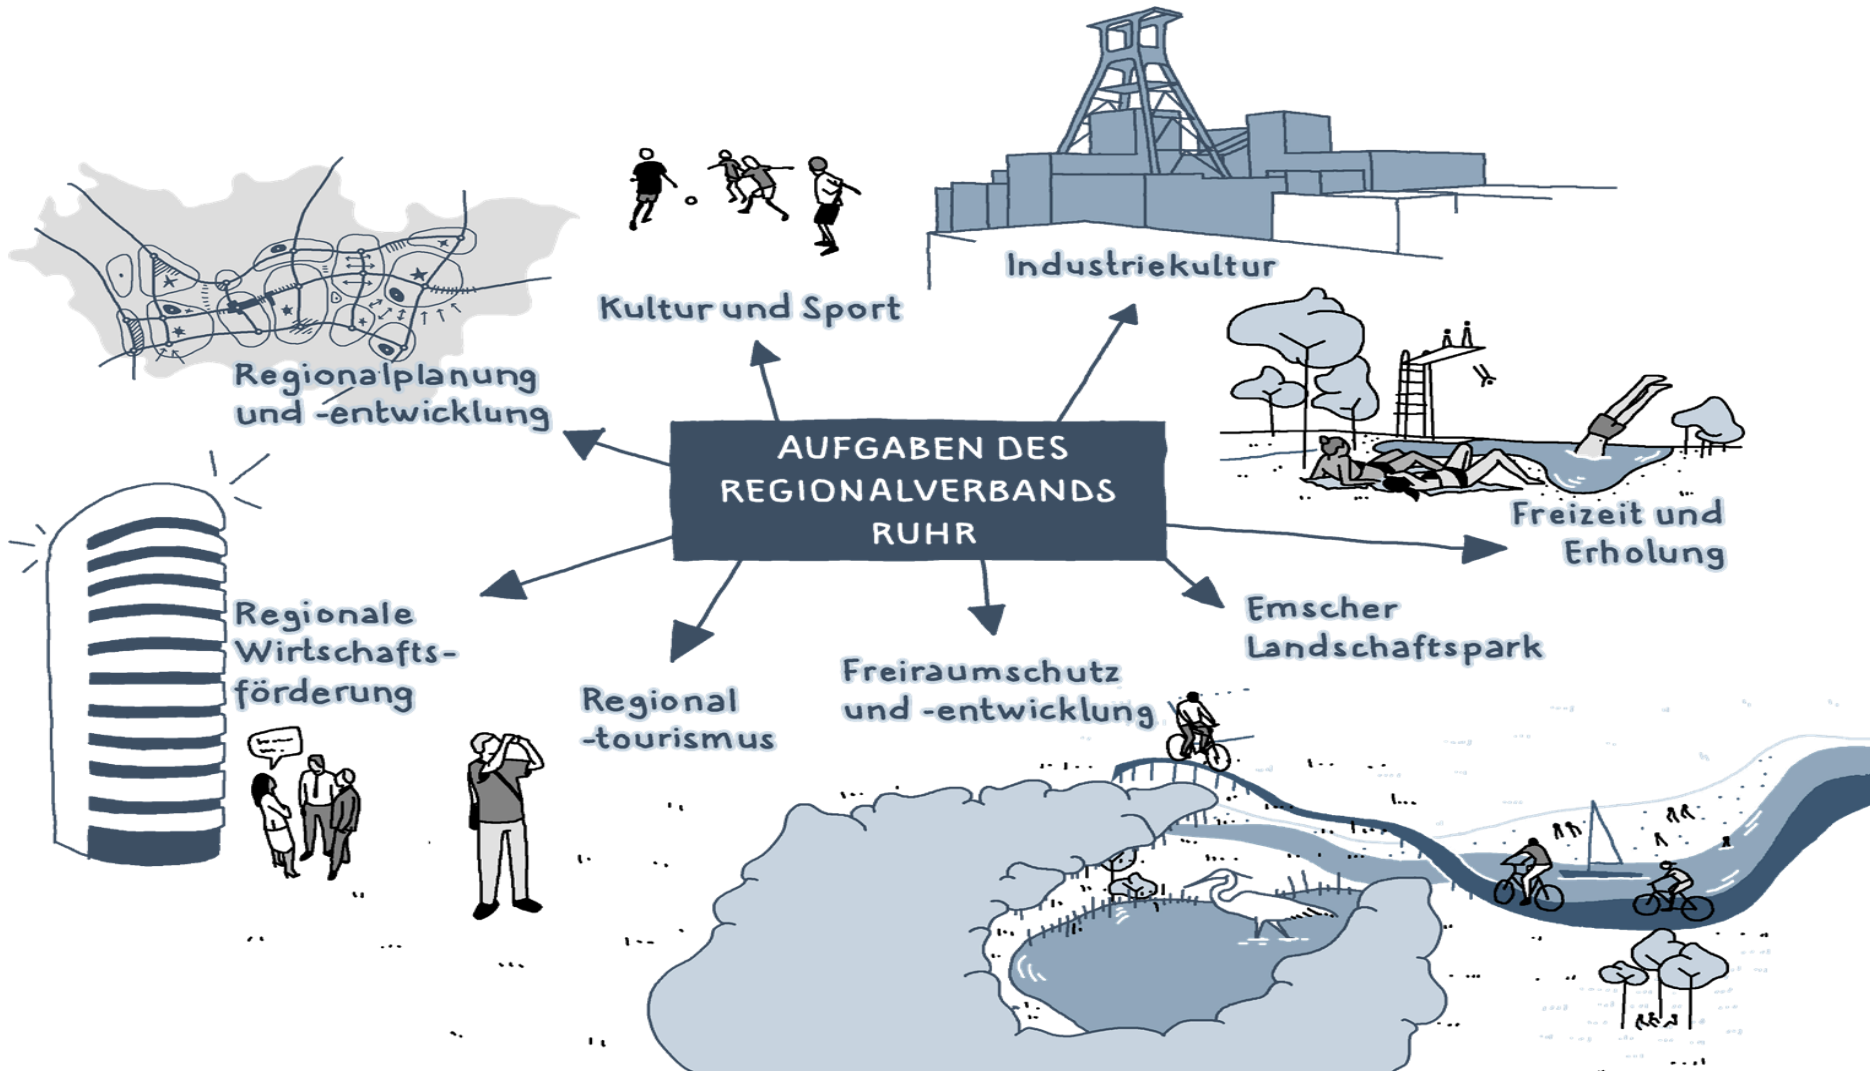 Industriekultur
Kultur und Sport
Regionalplanung
und -entwicklung
AUFGABEN DES
REGIONALVERBANDS
RUHR
Freizeit und
Erholung
Regionale
Wirtschafts-
förderung
Emscher
Landschaftspark
Freiraumschutz
und -entwicklung
Regional
-tourismus